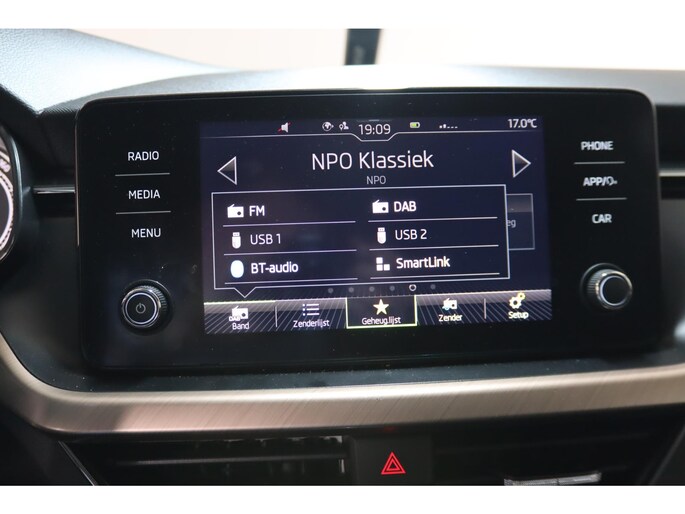 19:09
17.0°C
NPO Klassiek
NPO
FM
DAB
USB 1
USB 2
BT-audio
SmartLink
DAB
Band
Zenderlijst
Geheug.lijst
Zender
Setup
RADIO
MEDIA
MENU
PHONE
APP/
CAR